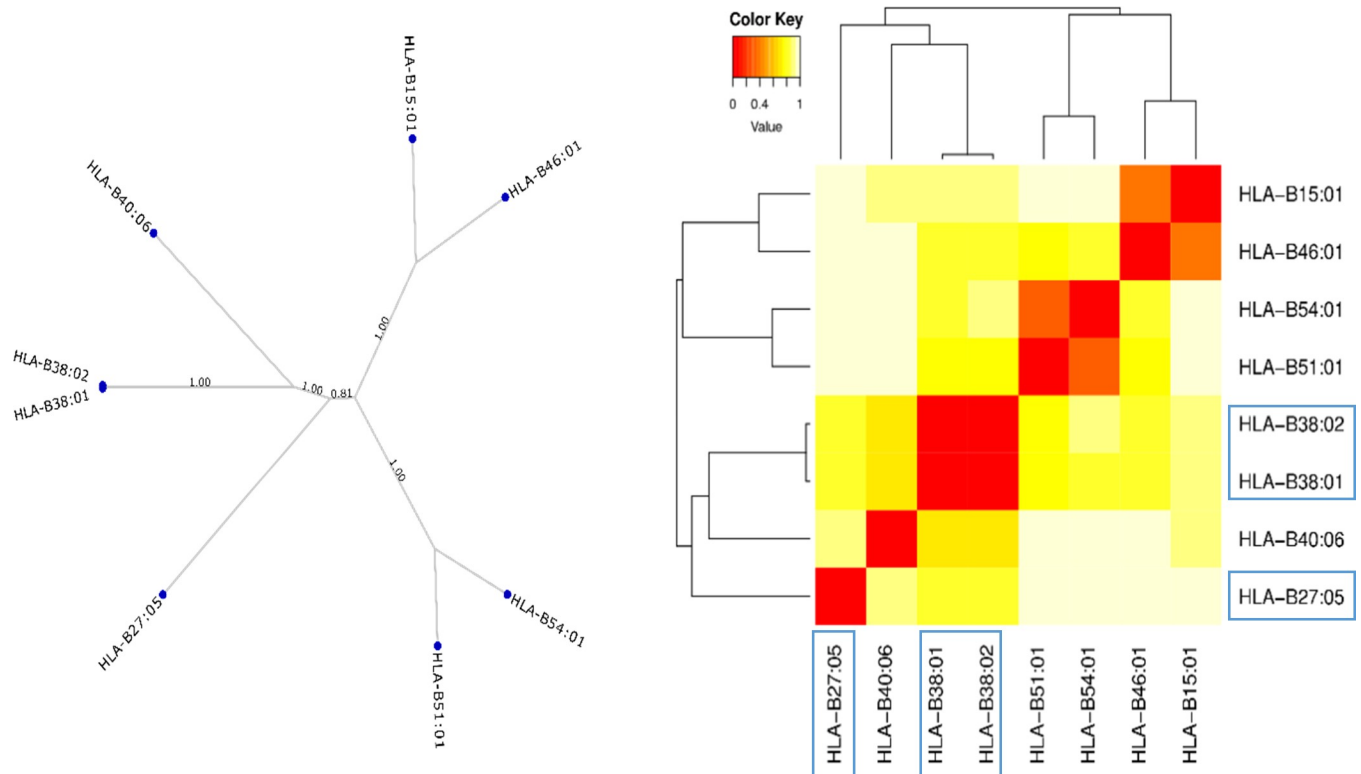 HLA-B15:01
HLA-B46:01
HLA-B40:06
1.00
HLA-B38:02
HLA-B38:01
1.00
1.00
0.81
1.00
HLA-B27:05
HLA-B54:01
HLA-B51:01
Color Key
0 0.4 1
Value
HLA–B15:01
HLA–B46:01
HLA–B54:01
HLA–B51:01
HLA–B38:02
HLA–B38:01
HLA–B40:06
HLA–B27:05
HLA–B27:05
HLA–B40:06
HLA–B38:01
HLA–B38:02
HLA–B51:01
HLA–B54:01
HLA–B46:01
HLA–B15:01